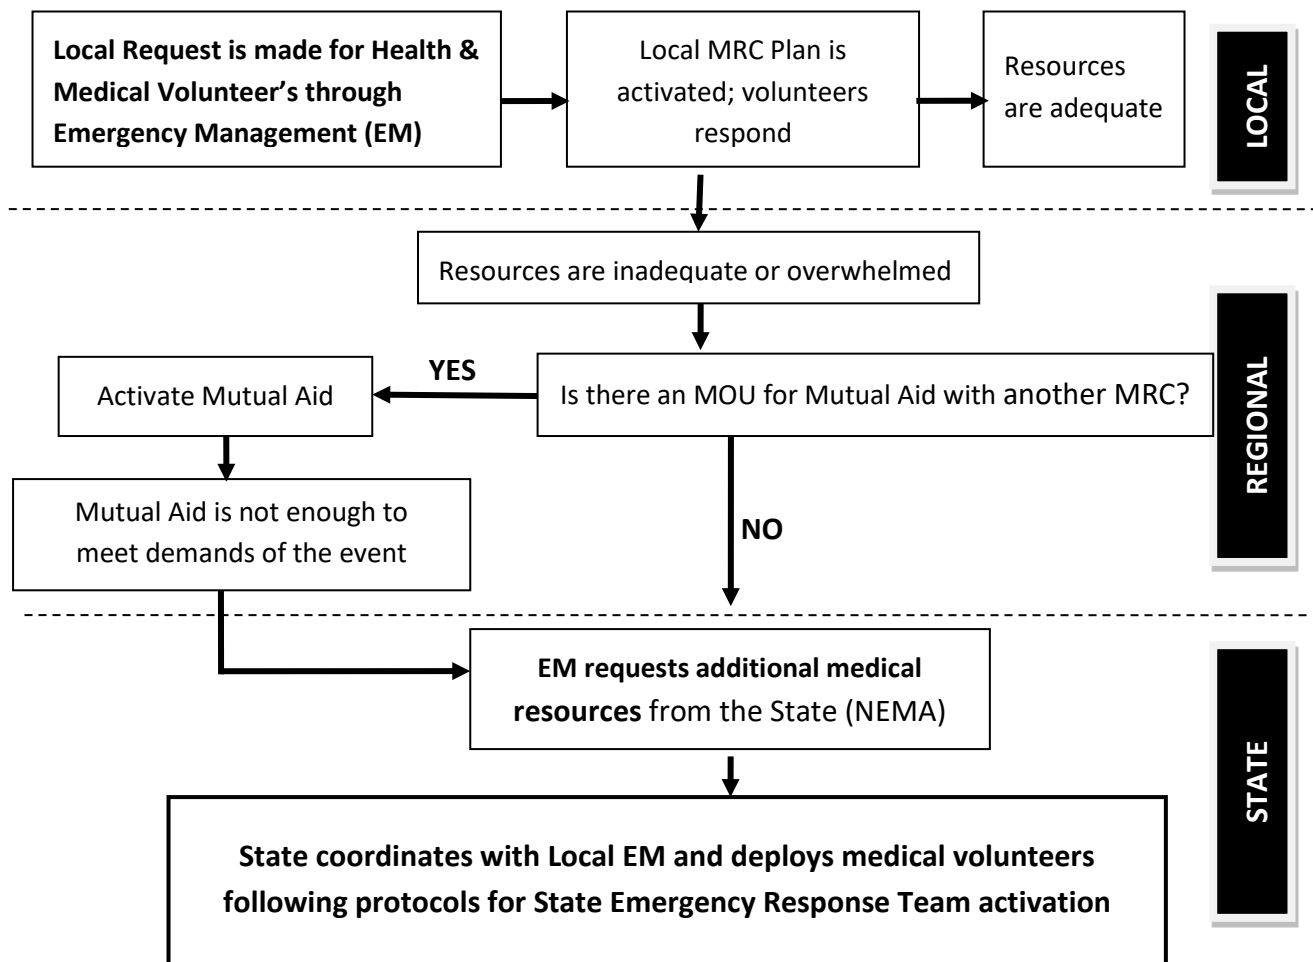 Local Request is made for Health &
Medical Volunteer’s through
Emergency Management (EM)
Local MRC Plan is
activated; volunteers
respond
Resources
are adequate
LOCAL
Resources are inadequate or overwhelmed
YES
Activate Mutual Aid
Is there an MOU for Mutual Aid with another MRC?
REGIONAL
Mutual Aid is not enough to
meet demands of the event
NO
EM requests additional medical
resources from the State (NEMA)
STATE
State coordinates with Local EM and deploys medical volunteers
following protocols for State Emergency Response Team activation